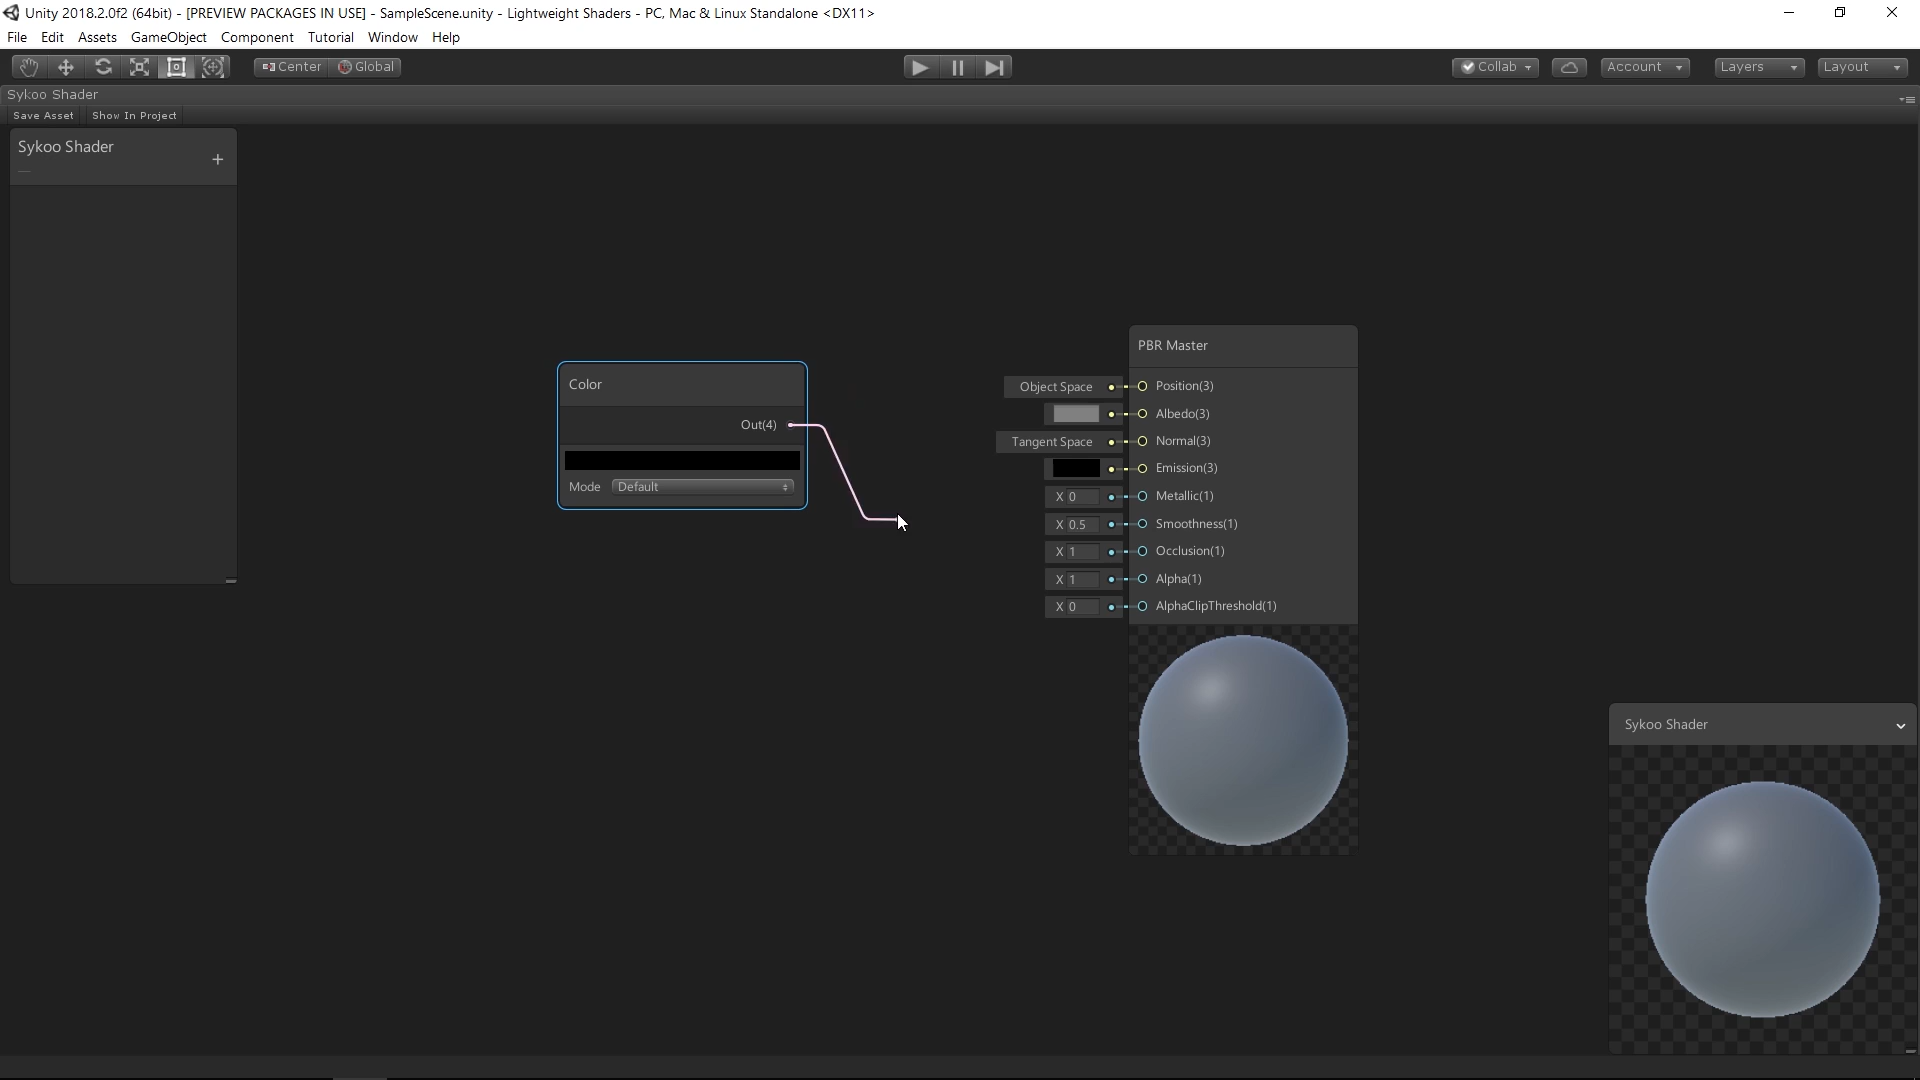 Unity 2018.2.0f2 (64bit) - [PREVIEW PACKAGES IN USE] - SampleScene.unity - Lightweight Shaders - PC, Mac & Linux Standalone <DX11>
File Edit Assets GameObject Component Tutorial Window Help
Center Global Collab Account Layers Layout
Sykoo Shader
Save Asset Show In Project
Sykoo Shader
PBR Master
Color
Out(4)
Mode Default
Object Space Position(3)
Albedo(3)
Tangent Space Normal(3)
Emission(3)
X 0 Metallic(1)
X 0.5 Smoothness(1)
X 1 Occlusion(1)
X 1 Alpha(1)
X 0 AlphaClipThreshold(1)
Sykoo Shader